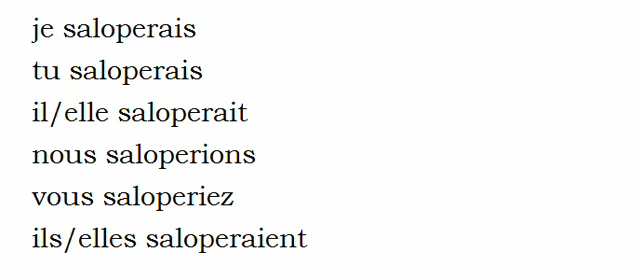 je saloperais
tu saloperais
il/elle saloperait
nous saloperions
vous saloperiez
ils/elles saloperaient